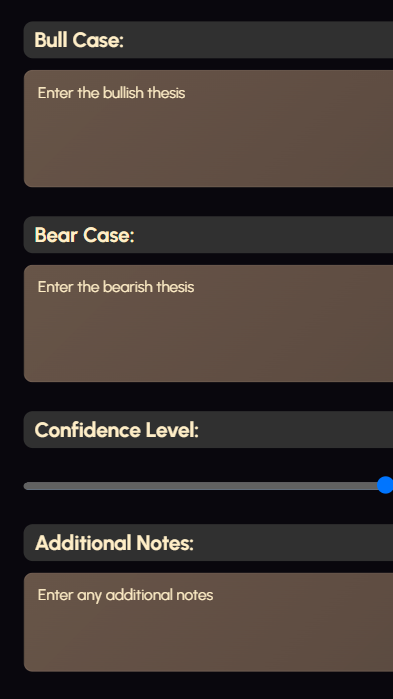 Bull Case:
Enter the bullish thesis
Bear Case:
Enter the bearish thesis
Confidence Level:
Additional Notes:
Enter any additional notes